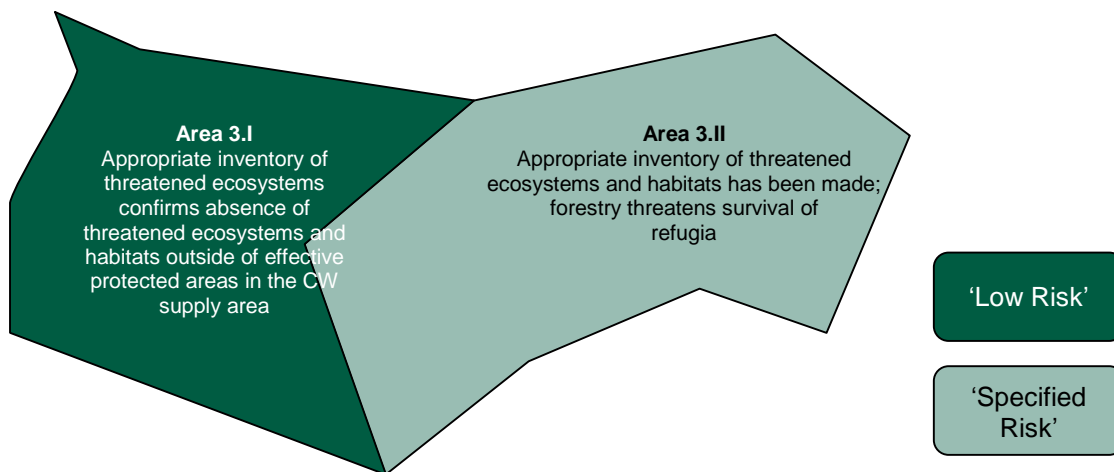 Area 3.I
Appropriate inventory of
threatened ecosystems
confirms absence of
threatened ecosystems and
habitats outside of effective
protected areas in the CW
supply area
Area 3.II
Appropriate inventory of threatened
ecosystems and habitats has been made;
forestry threatens survival of
refugia
‘Low Risk’
‘Specified
Risk’